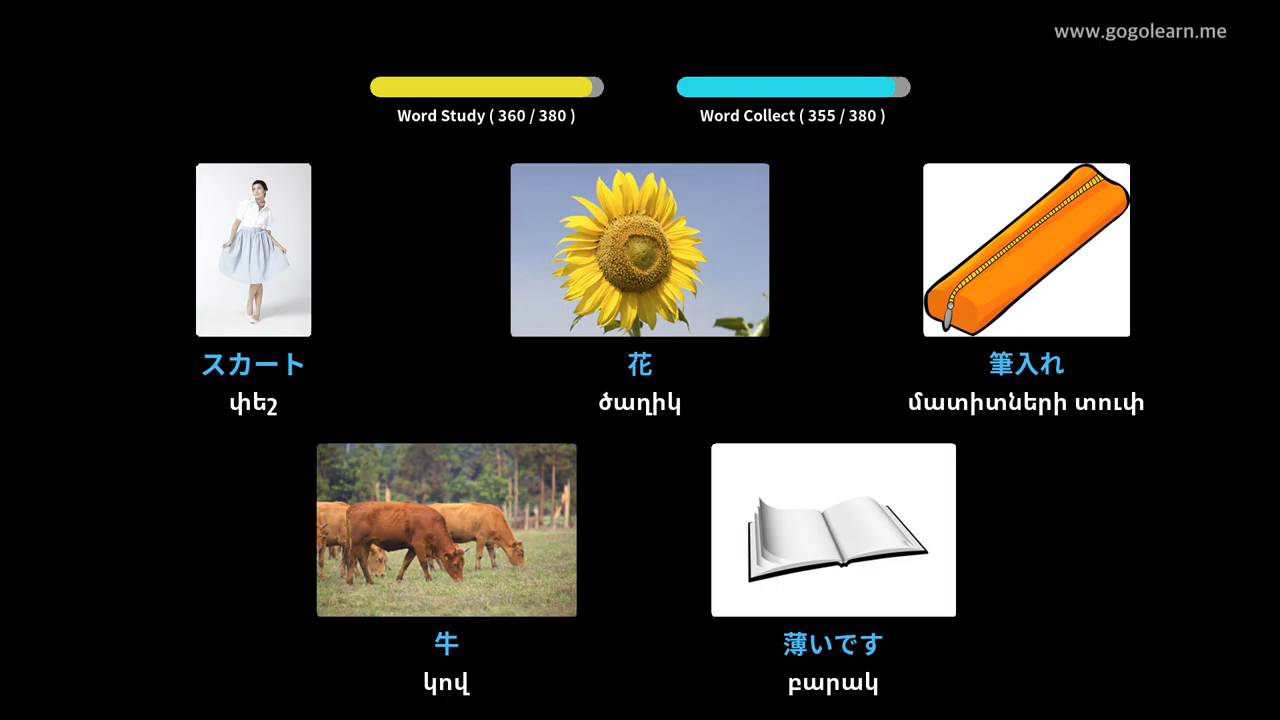 www.gogolearn.me
Word Study ( 360 / 380 )
Word Collect ( 355 / 380 )
スカート
փեշ
花
ծաղիկ
筆入れ
մատիտների տուփ
牛
կով
薄いです
բարակ